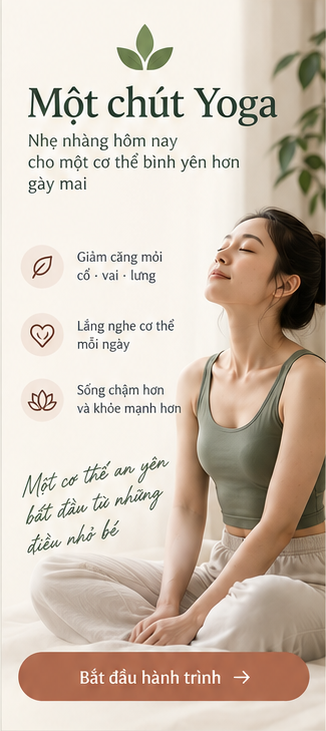 Một chút Yoga
Nhẹ nhàng hôm nay
cho một cơ thể bình yên hơn
gày mai
Giảm căng mỏi
cổ · vai · lưng
Lắng nghe cơ thể
mỗi ngày
Sống chậm hơn
và khỏe mạnh hơn
Một cơ thế an yên
bắt đầu từ những
điều nhỏ bé
Bắt đầu hành trình →